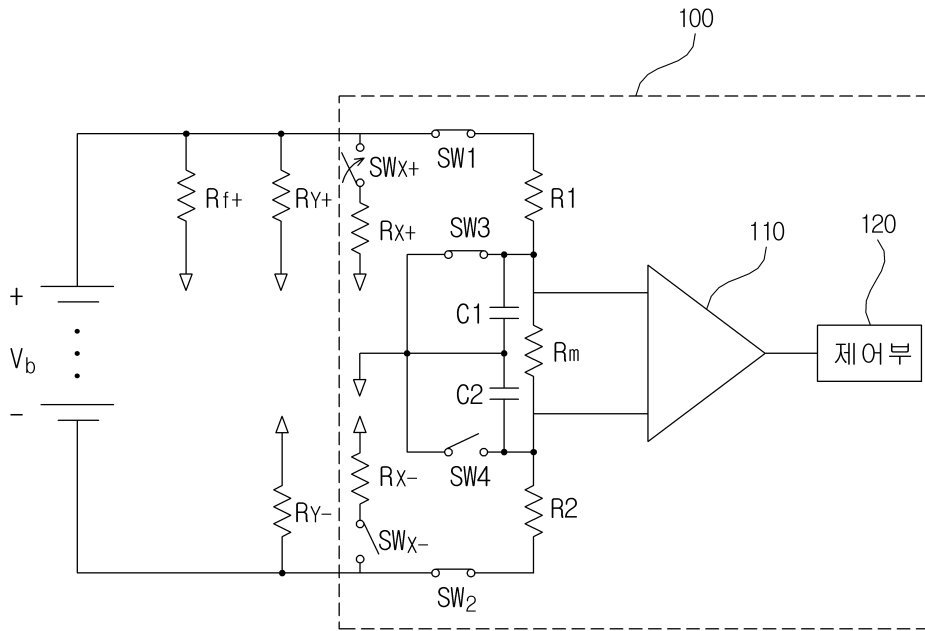 100
SWX+
SW1
Rf+
RY+
R1
RX+
SW3
110
120
+
C1
Vb
Rm
제어부
C2
-
RX-
SW4
RY-
R2
SWX-
SW2